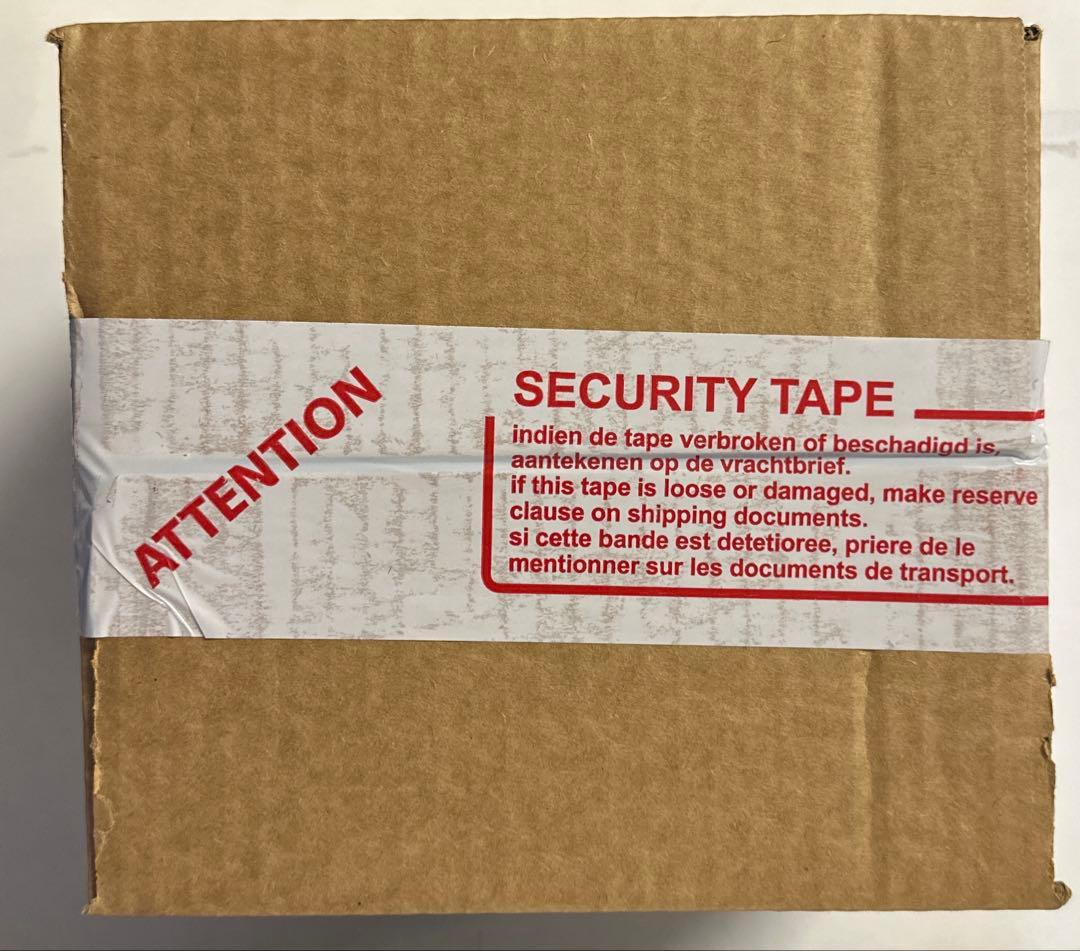 ATTENTION
SECURITY TAPE
indien de tape verbroken of beschadigd is,
aantekenen op de vrachtbrief.
if this tape is loose or damaged, make reserve
clause on shipping documents.
si cette bande est detetioree, priere de le
mentionner sur les documents de transport.